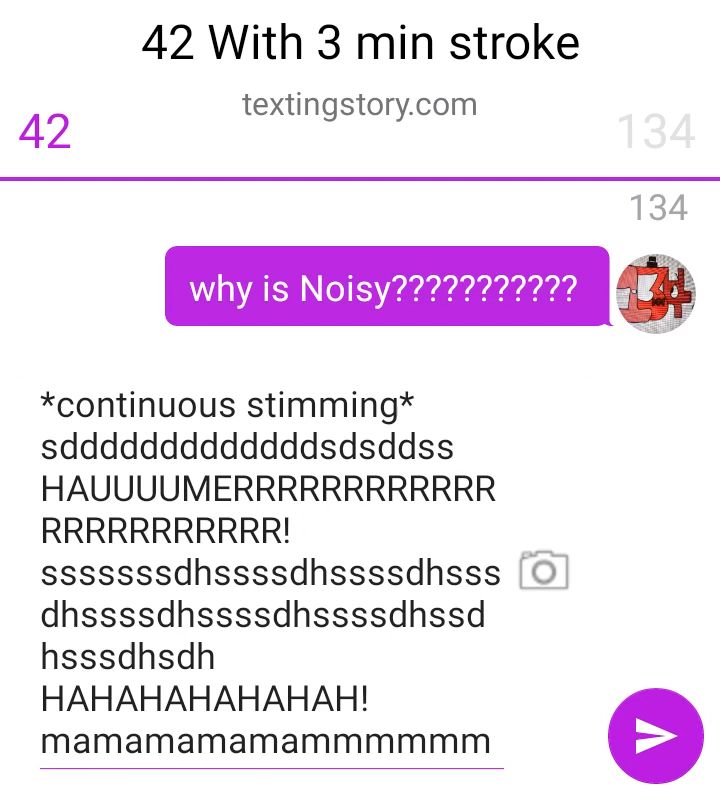 42 With 3 min stroke
textingstory.com
42
134
134
why is Noisy???????????
*continuous stimming*
sdddddddddddddsdsddss
HAUUUUMERRRRRRRRRRRR
RRRRRRRRRRR!
sssssssdhssssdhssssdhsss
dhssssdhssssdhssssdhssd
hsssdhsdh
HAHAHAHAHAHAH!
mamamamamammmmmm